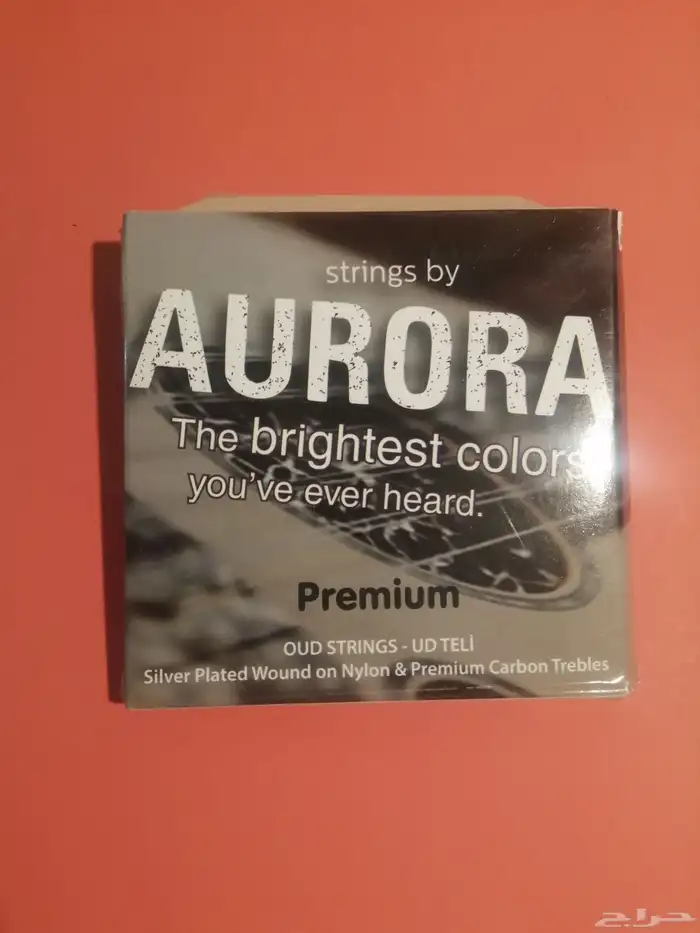 strings by
AURORA
The brightest colors
you've ever heard.
Premium
OUD STRINGS - UD TELİ
Silver Plated Wound on Nylon & Premium Carbon Trebles
حراج